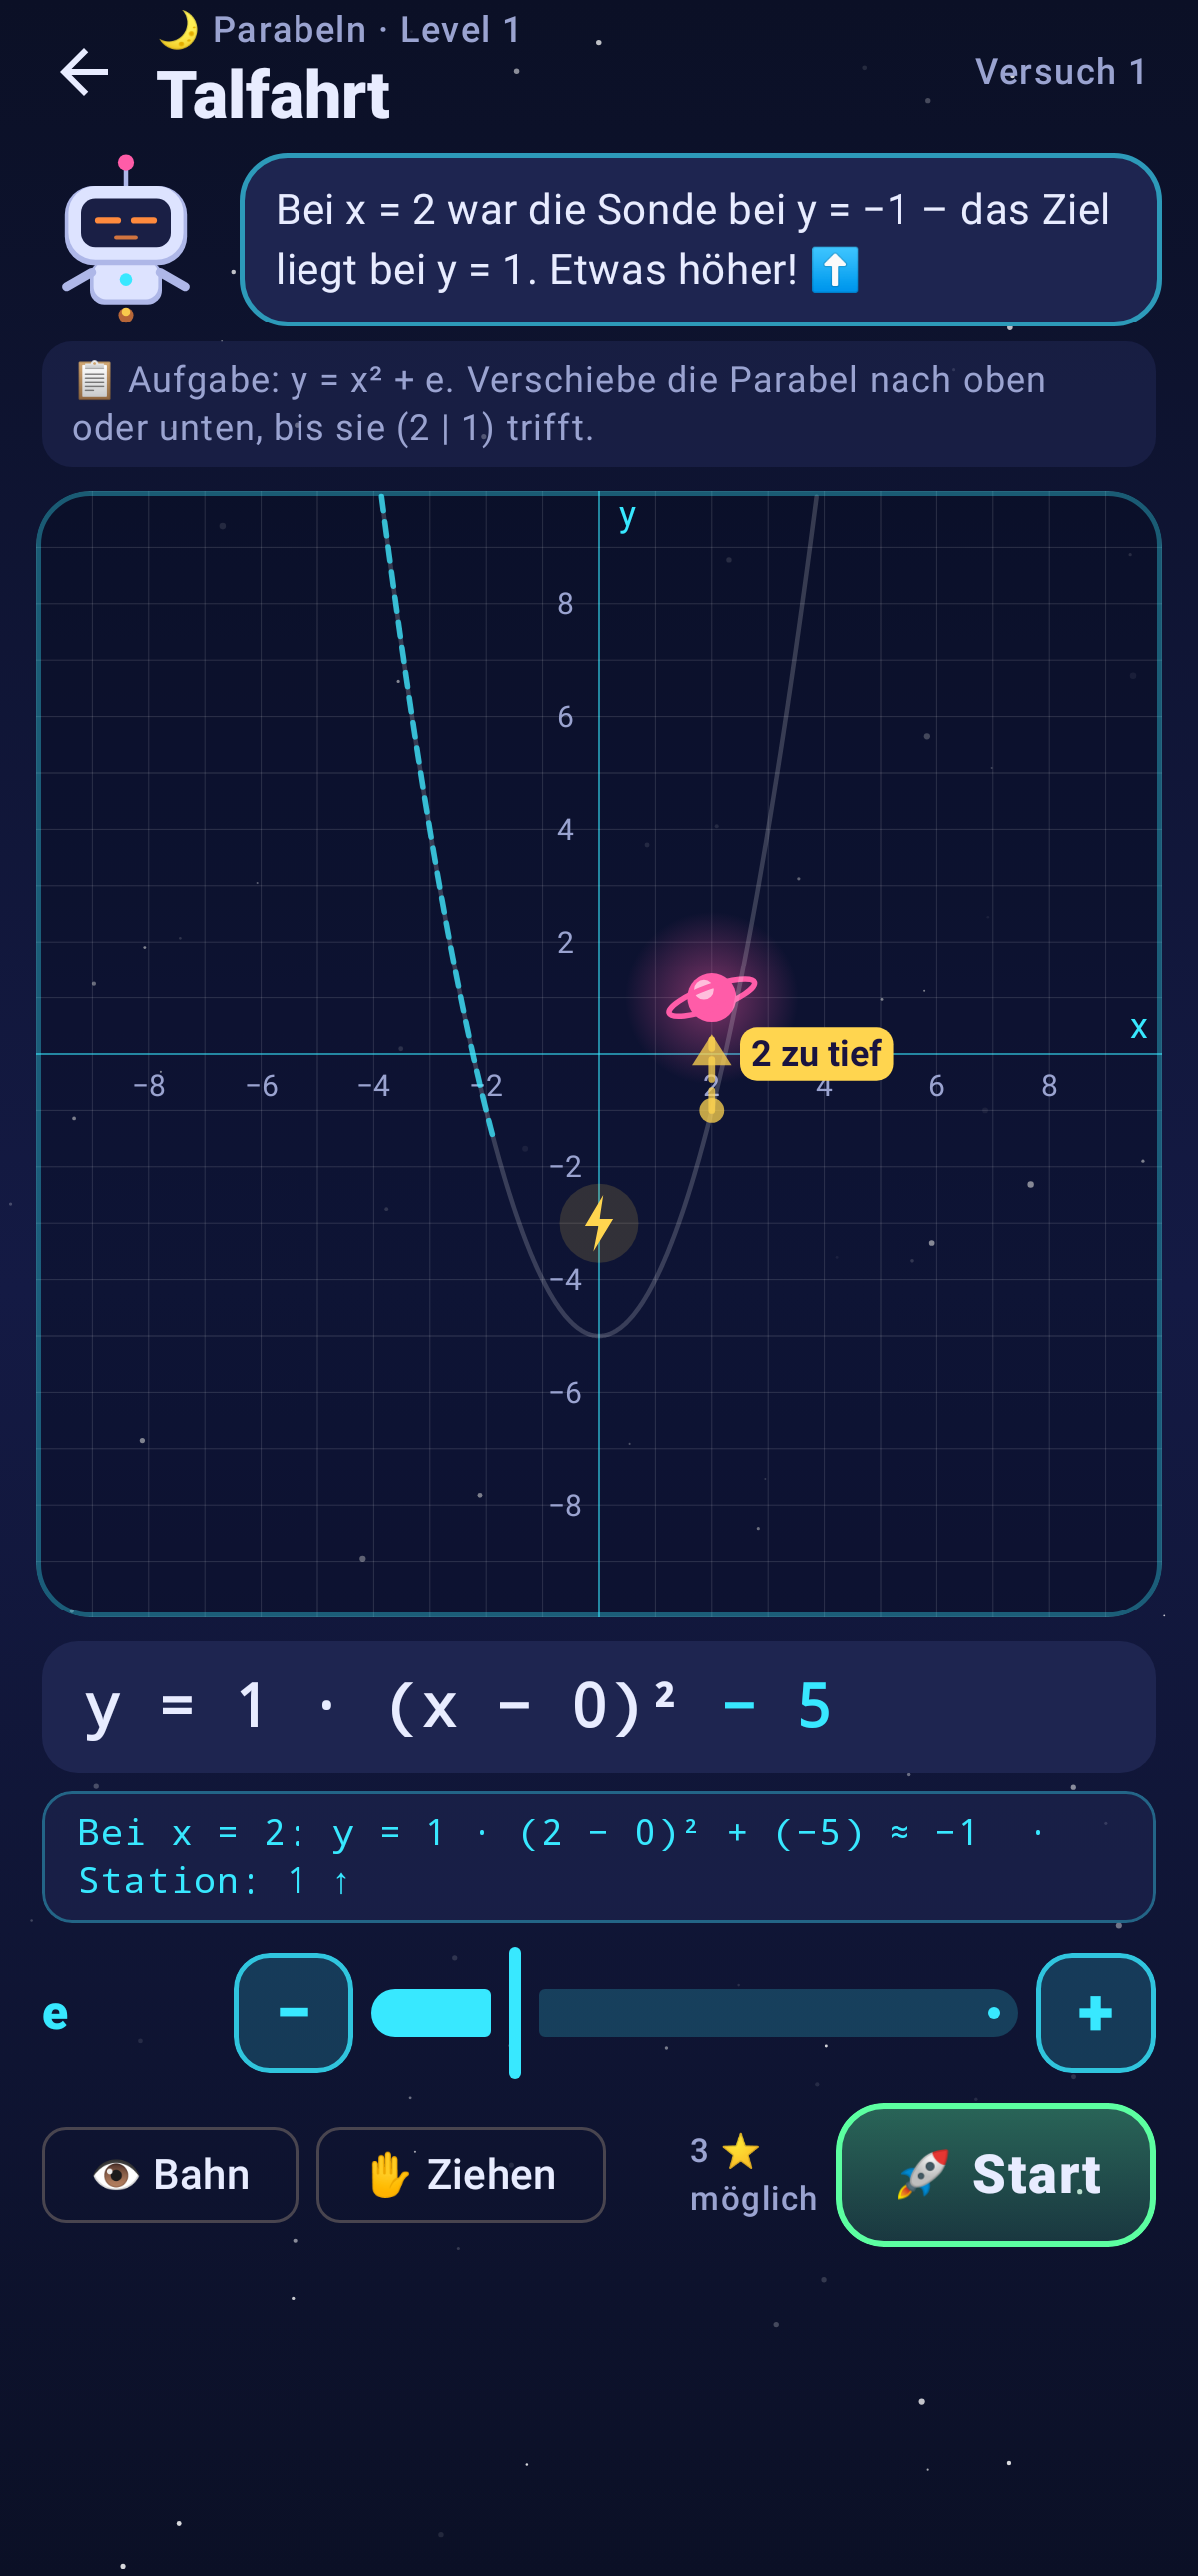 🌙 Parabeln · Level 1
Talfahrt
Versuch 1
Bei x = 2 war die Sonde bei y = −1 – das Ziel
liegt bei y = 1. Etwas höher! ⬆️
📋 Aufgabe: y = x² + e. Verschiebe die Parabel nach oben
oder unten, bis sie (2 | 1) trifft.
y
8
6
4
2
x
−8 −6 −4 −2 2 4 6 8
2 zu tief
−2
−4
−6
−8
y = 1 · (x − 0)² − 5
Bei x = 2: y = 1 · (2 − 0)² + (−5) ≈ −1 ·
Station: 1 ↑
e − +
👁️ Bahn
✋ Ziehen
3 ⭐
möglich
🚀 Start